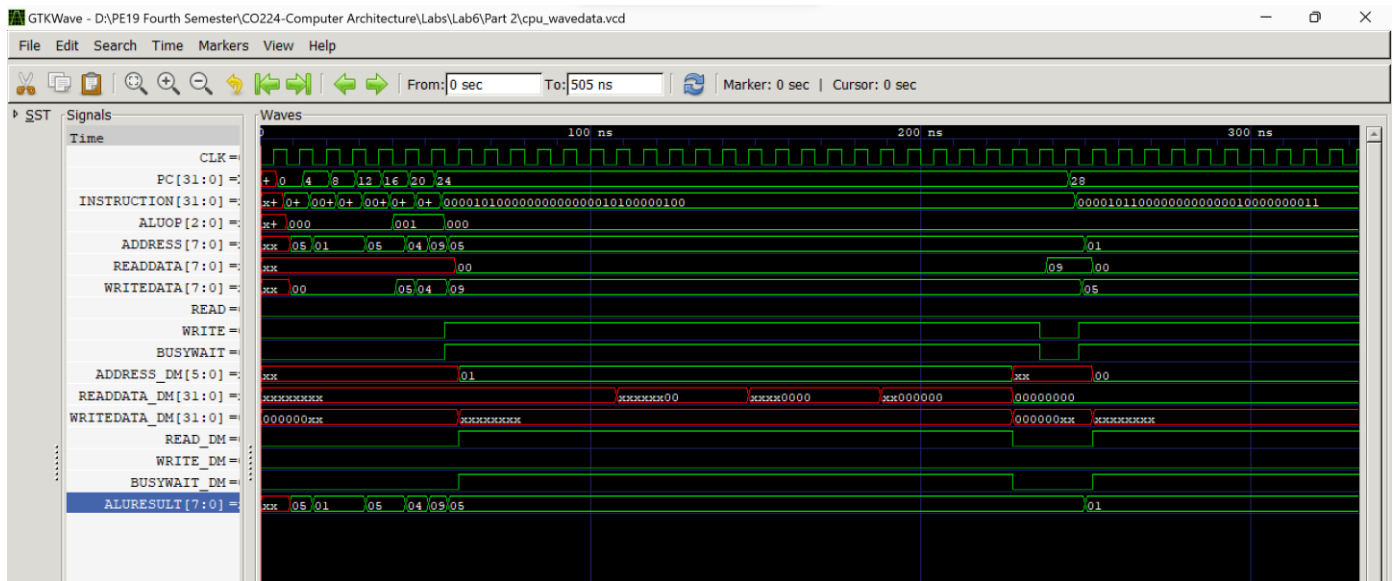 GTKWave - D:\PE19 Fourth Semester\CO224-Computer Architecture\Labs\Lab6\Part 2\cpu_wavedata.vcd
File Edit Search Time Markers View Help
From: 0 sec To: 505 ns Marker: 0 sec | Cursor: 0 sec
SST Signals Waves
Time 100 ns 200 ns 300 ns
CLK =
PC[31:0] = + 0 4 8 12 16 20 24 28
INSTRUCTION[31:0] = x+ 0+ 00+ 0+ 00+ 0+ 0+ 00001010000000000000010100000100 00001011000000000000010000000011
ALUOP[2:0] = x+ 000 001 000
ADDRESS[7:0] = xx 05 01 05 04 09 05 01
READDATA[7:0] = xx 00 09 00
WRITEDATA[7:0] = xx 00 05 04 09 05
READ =
WRITE =
BUSYWAIT =
ADDRESS_DM[5:0] = xx 01 xx 00
READDATA_DM[31:0] = xxxxxxxx xxxxxx00 xxxx0000 xx000000 00000000
WRITEDATA_DM[31:0] = 000000xx xxxxxxxx 000000xx xxxxxxxx
READ_DM =
WRITE_DM =
BUSYWAIT_DM =
ALURESULT[7:0] = xx 05 01 05 04 09 05 01